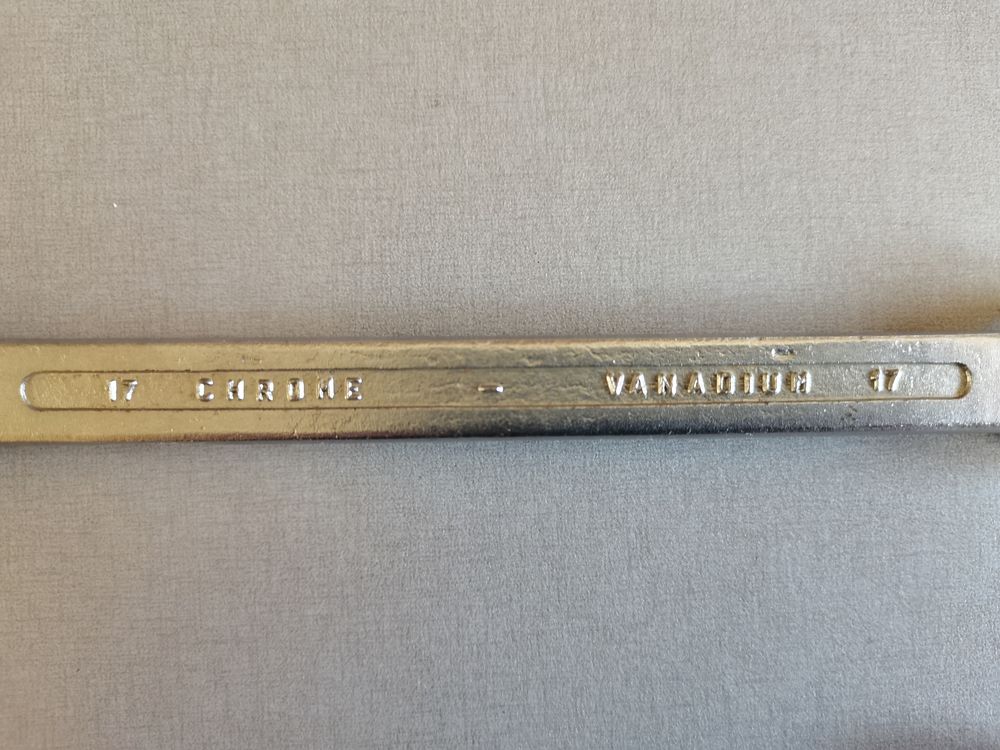 17 CHROME - VANADIUM 17